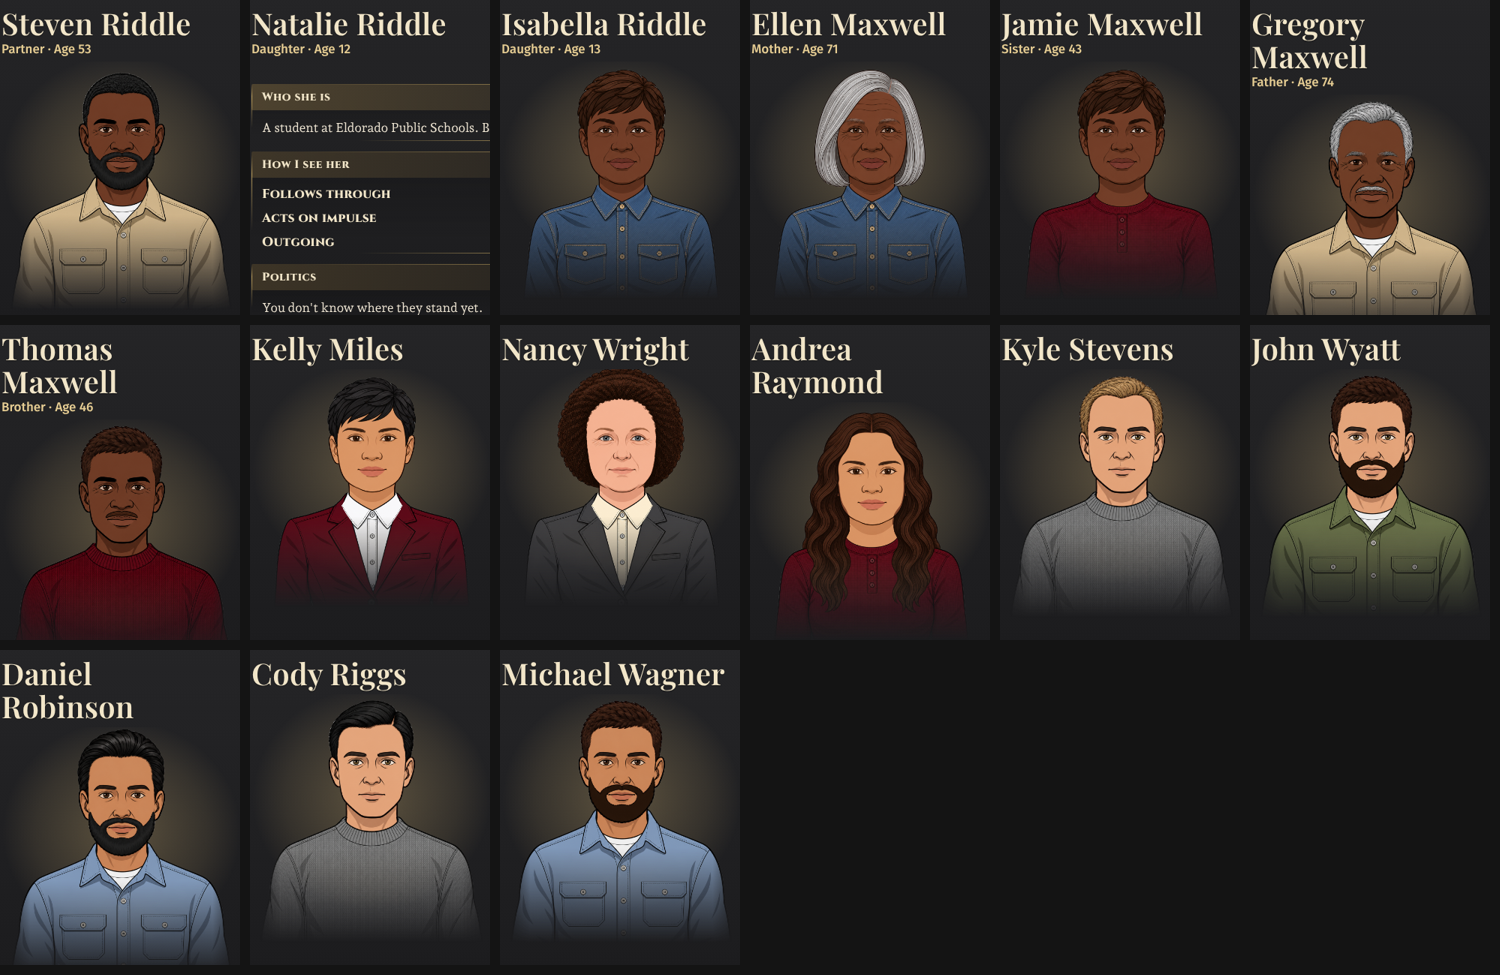 Steven Riddle
Partner · Age 53
Natalie Riddle
Daughter · Age 12
Who she is
A student at Eldorado Public Schools. B
How I see her
Follows through
Acts on impulse
Outgoing
Politics
You don't know where they stand yet.
Isabella Riddle
Daughter · Age 13
Ellen Maxwell
Mother · Age 71
Jamie Maxwell
Sister · Age 43
Gregory
Maxwell
Father · Age 74
Thomas
Maxwell
Brother · Age 46
Kelly Miles
Nancy Wright
Andrea
Raymond
Kyle Stevens
John Wyatt
Daniel
Robinson
Cody Riggs
Michael Wagner